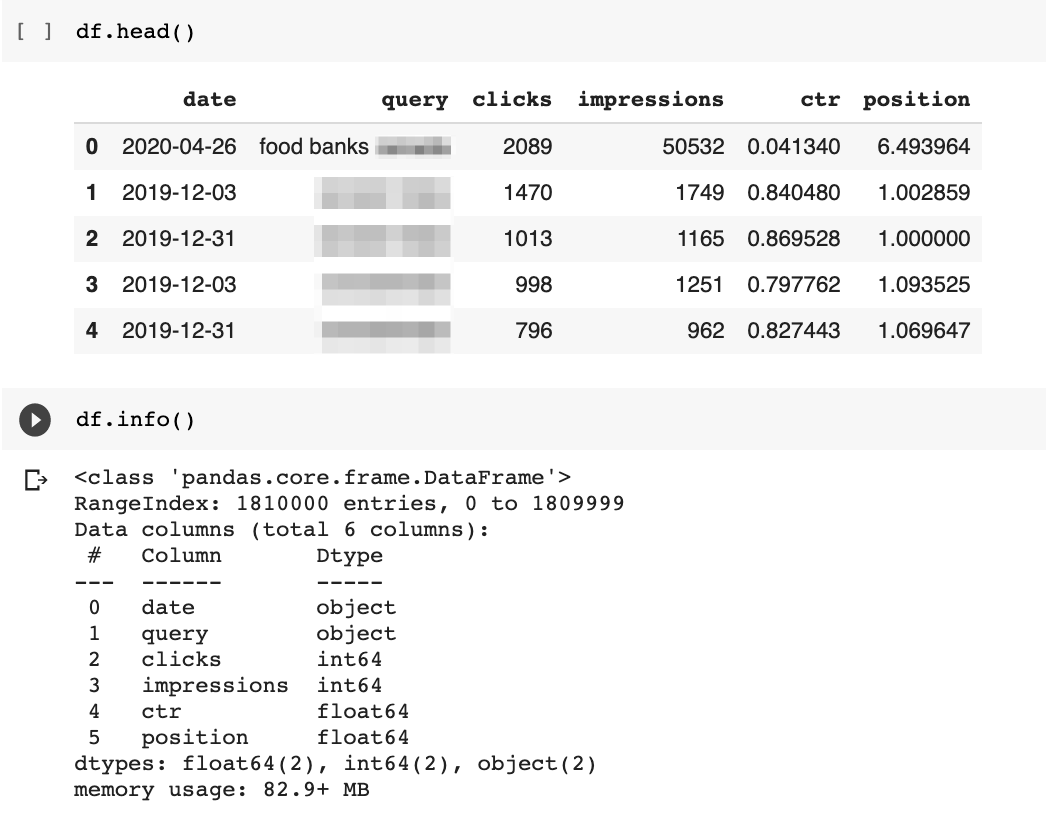 [ ] df.head()
date query clicks impressions ctr position
0 2020-04-26 food banks 2089 50532 0.041340 6.493964
1 2019-12-03 1470 1749 0.840480 1.002859
2 2019-12-31 1013 1165 0.869528 1.000000
3 2019-12-03 998 1251 0.797762 1.093525
4 2019-12-31 796 962 0.827443 1.069647
df.info()
<class 'pandas.core.frame.DataFrame'>
RangeIndex: 1810000 entries, 0 to 1809999
Data columns (total 6 columns):
# Column Dtype
--- ------ -----
0 date object
1 query object
2 clicks int64
3 impressions int64
4 ctr float64
5 position float64
dtypes: float64(2), int64(2), object(2)
memory usage: 82.9+ MB